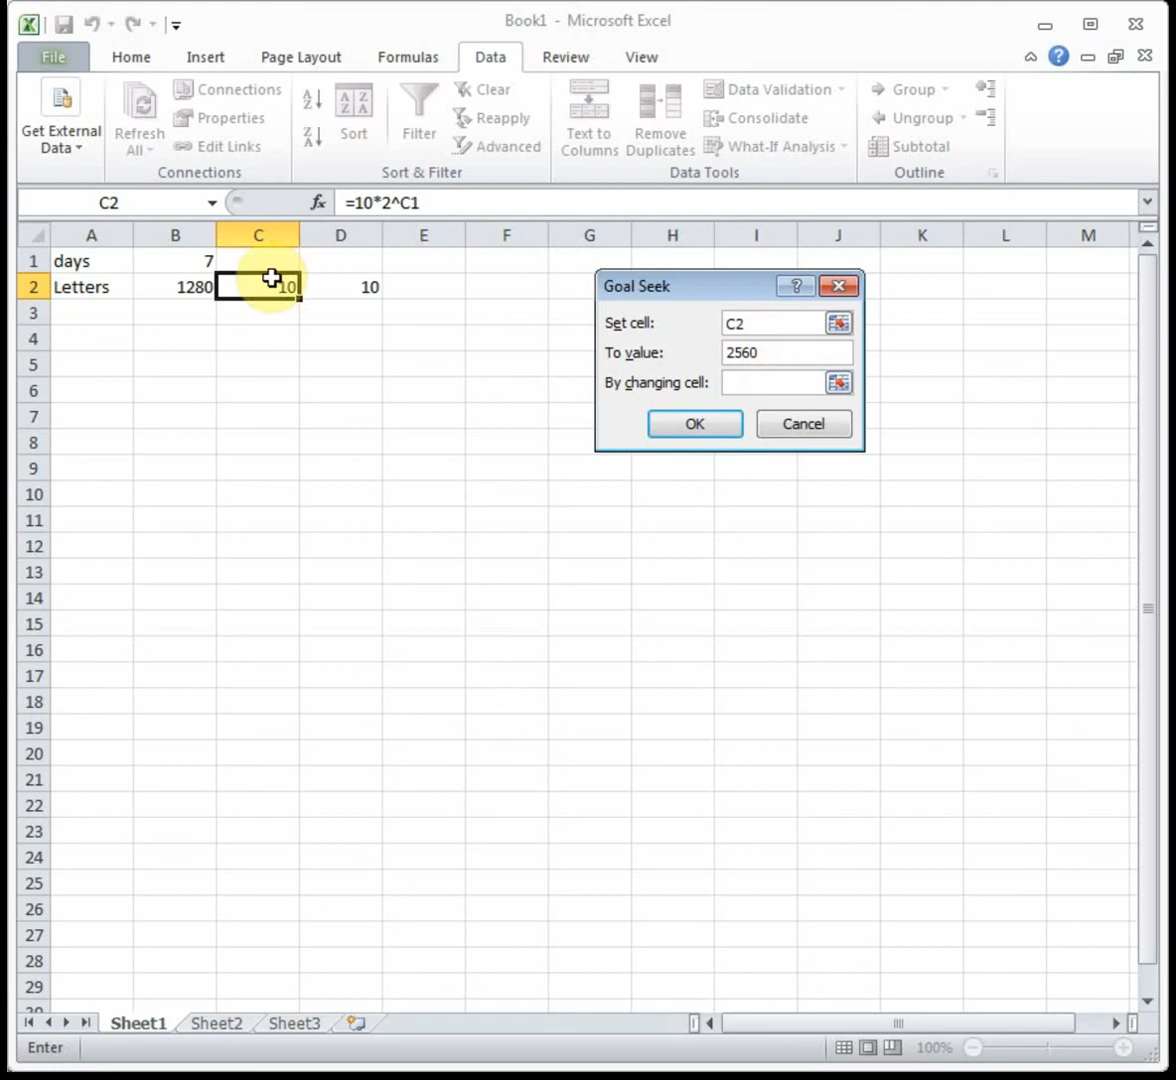 Book1 - Microsoft Excel
File Home Insert Page Layout Formulas Data Review View
Get External Data
Refresh All
Connections
Properties
Edit Links
Connections
Sort
Filter
Clear
Reapply
Advanced
Sort & Filter
Text to Columns
Remove Duplicates
Data Validation
Consolidate
What-If Analysis
Data Tools
Group
Ungroup
Subtotal
Outline
C2 fx =10*2^C1
A B C D E F G H I J K L M
1 days 7
2 Letters 1280 10 10
3
4
5
6
7
8
9
10
11
12
13
14
15
16
17
18
19
20
21
22
23
24
25
26
27
28
29
Goal Seek
Set cell: C2
To value: 2560
By changing cell:
OK Cancel
Sheet1 Sheet2 Sheet3
Enter 100%